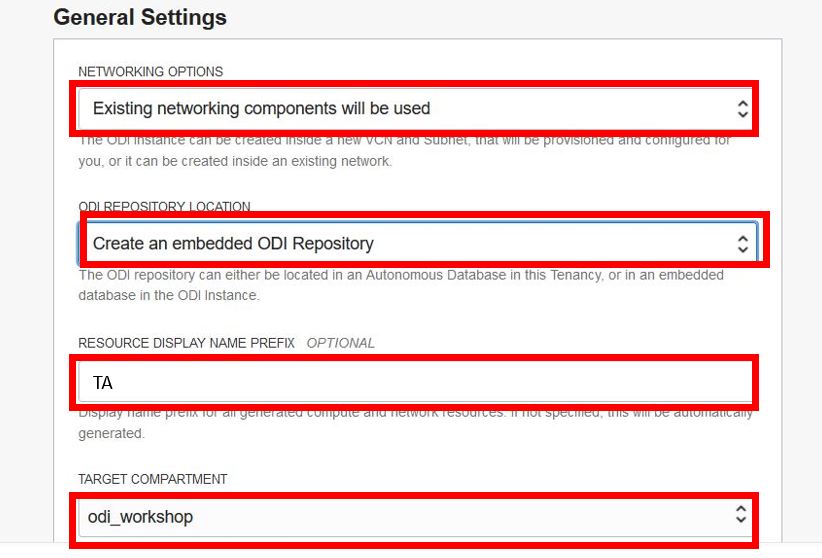 General Settings
NETWORKING OPTIONS
Existing networking components will be used
The ODI Instance can be created inside a new VCN and Subnet, that will be provisioned and configured for
you, or it can be created inside an existing network.
ODI REPOSITORY LOCATION
Create an embedded ODI Repository
The ODI repository can either be located in an Autonomous Database in this Tenancy, or in an embedded
database in the ODI Instance.
RESOURCE DISPLAY NAME PREFIX OPTIONAL
TA
Display name prefix for all generated compute and network resources. If not specified, this will be automatically
generated.
TARGET COMPARTMENT
odi_workshop